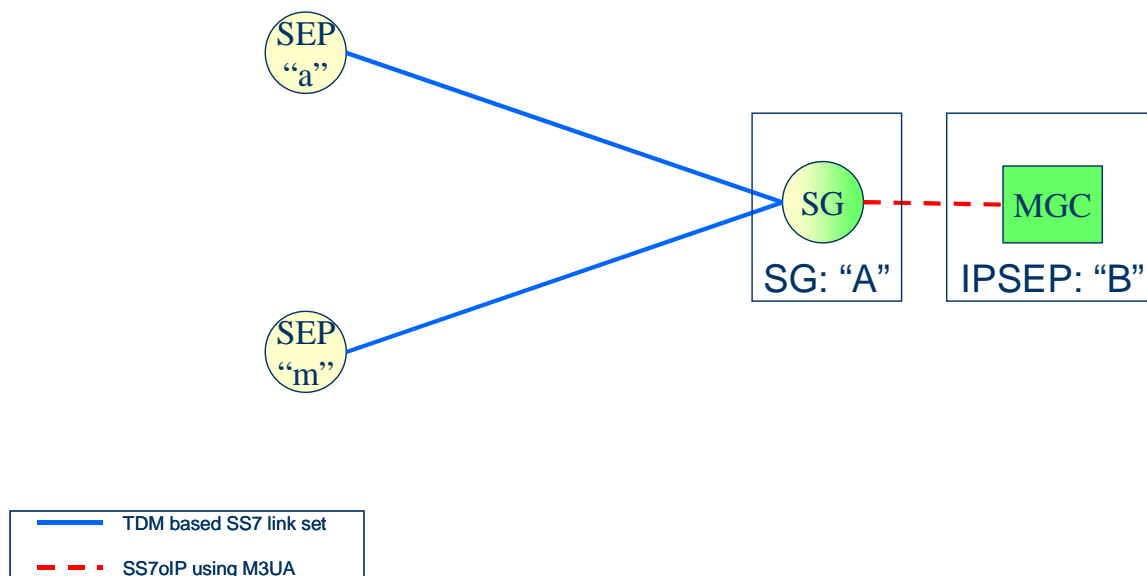 SEP
“a”
SG
MGC
SG: “A”
IPSEP: “B”
SEP
“m”
TDM based SS7 link set
SS7oIP using M3UA